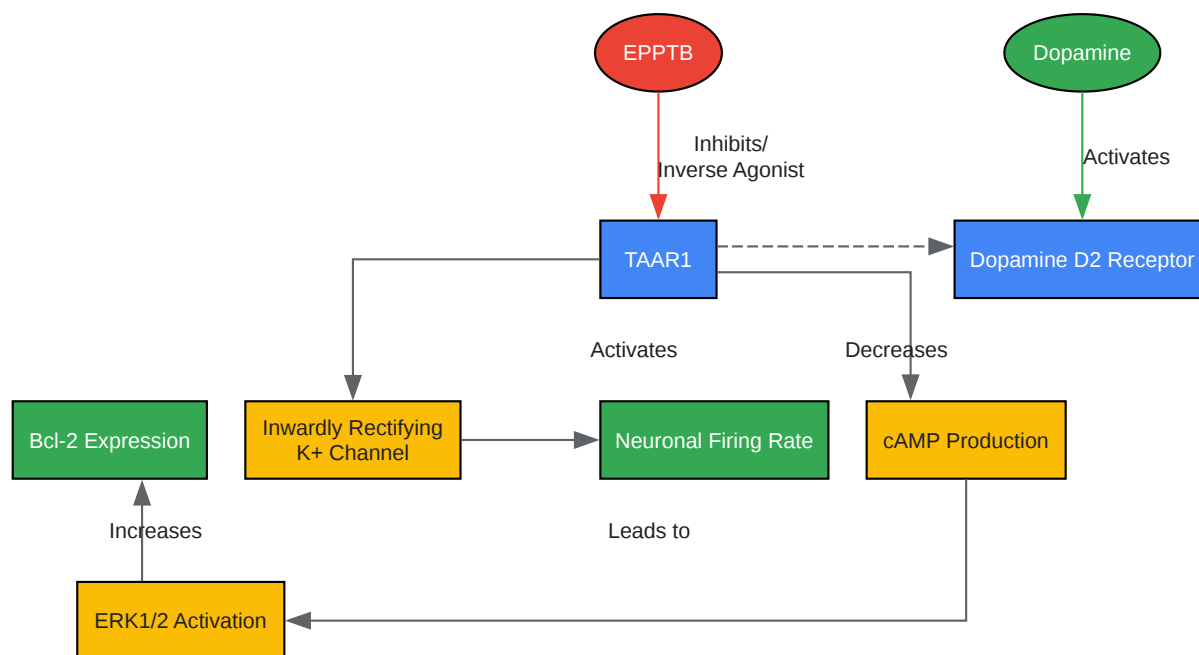 EPPTB
Dopamine
Inhibits/
Inverse Agonist
Activates
TAAR1
Dopamine D2 Receptor
Activates
Decreases
Bcl-2 Expression
Inwardly Rectifying
K+ Channel
Neuronal Firing Rate
cAMP Production
Increases
Leads to
ERK1/2 Activation